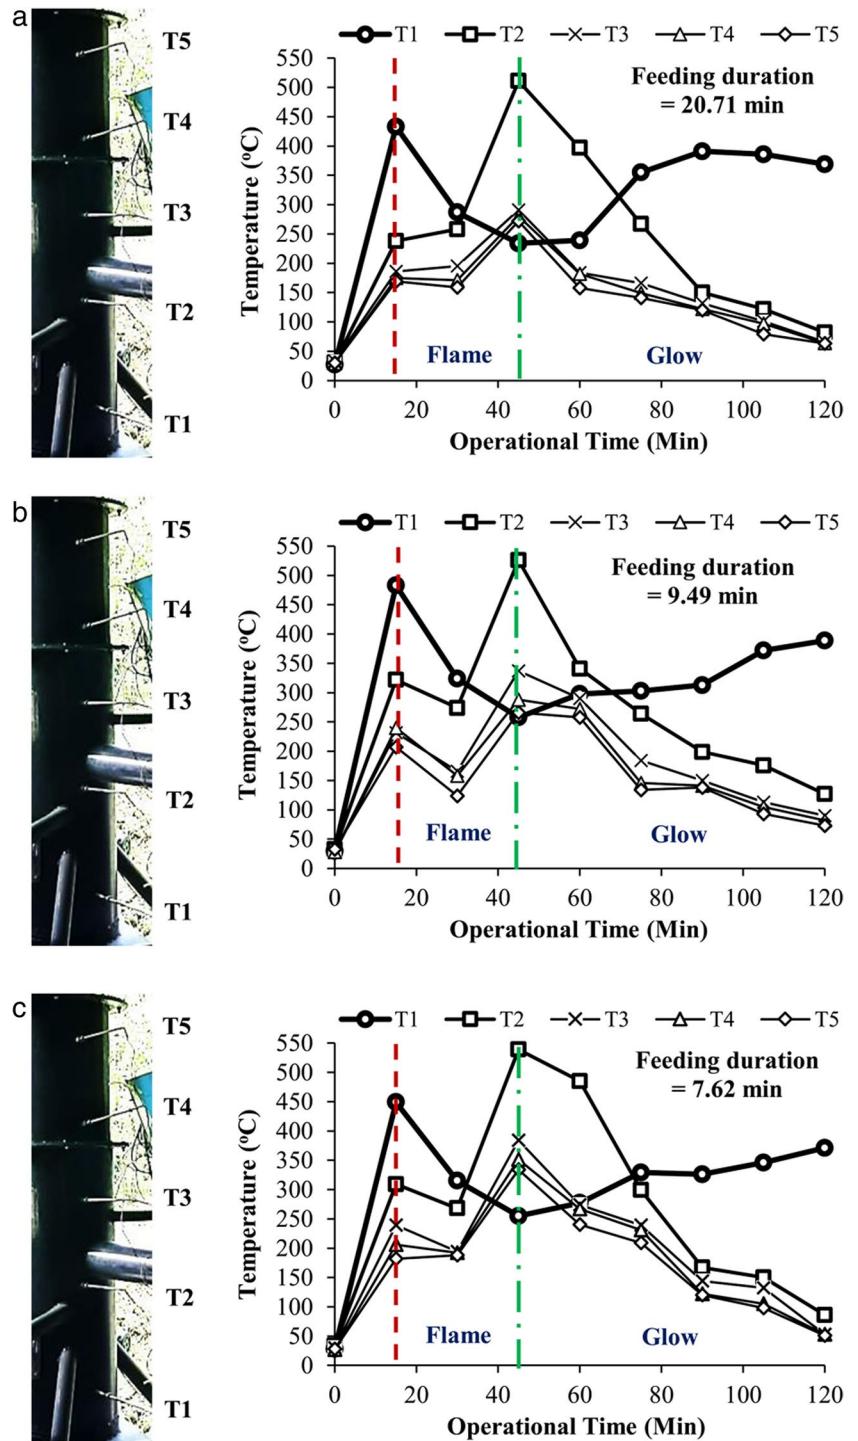 a
T5
T4
T3
T2
T1
T1 T2 T3 T4 T5
Feeding duration
= 20.71 min
550
500
450
400
350
300
250
200
150
100
50
0
Temperature (°C)
Flame Glow
0 20 40 60 80 100 120
Operational Time (Min)
b
T5
T4
T3
T2
T1
T1 T2 T3 T4 T5
Feeding duration
= 9.49 min
550
500
450
400
350
300
250
200
150
100
50
0
Temperature (°C)
Flame Glow
0 20 40 60 80 100 120
Operational Time (Min)
c
T5
T4
T3
T2
T1
T1 T2 T3 T4 T5
Feeding duration
= 7.62 min
550
500
450
400
350
300
250
200
150
100
50
0
Temperature (°C)
Flame Glow
0 20 40 60 80 100 120
Operational Time (Min)